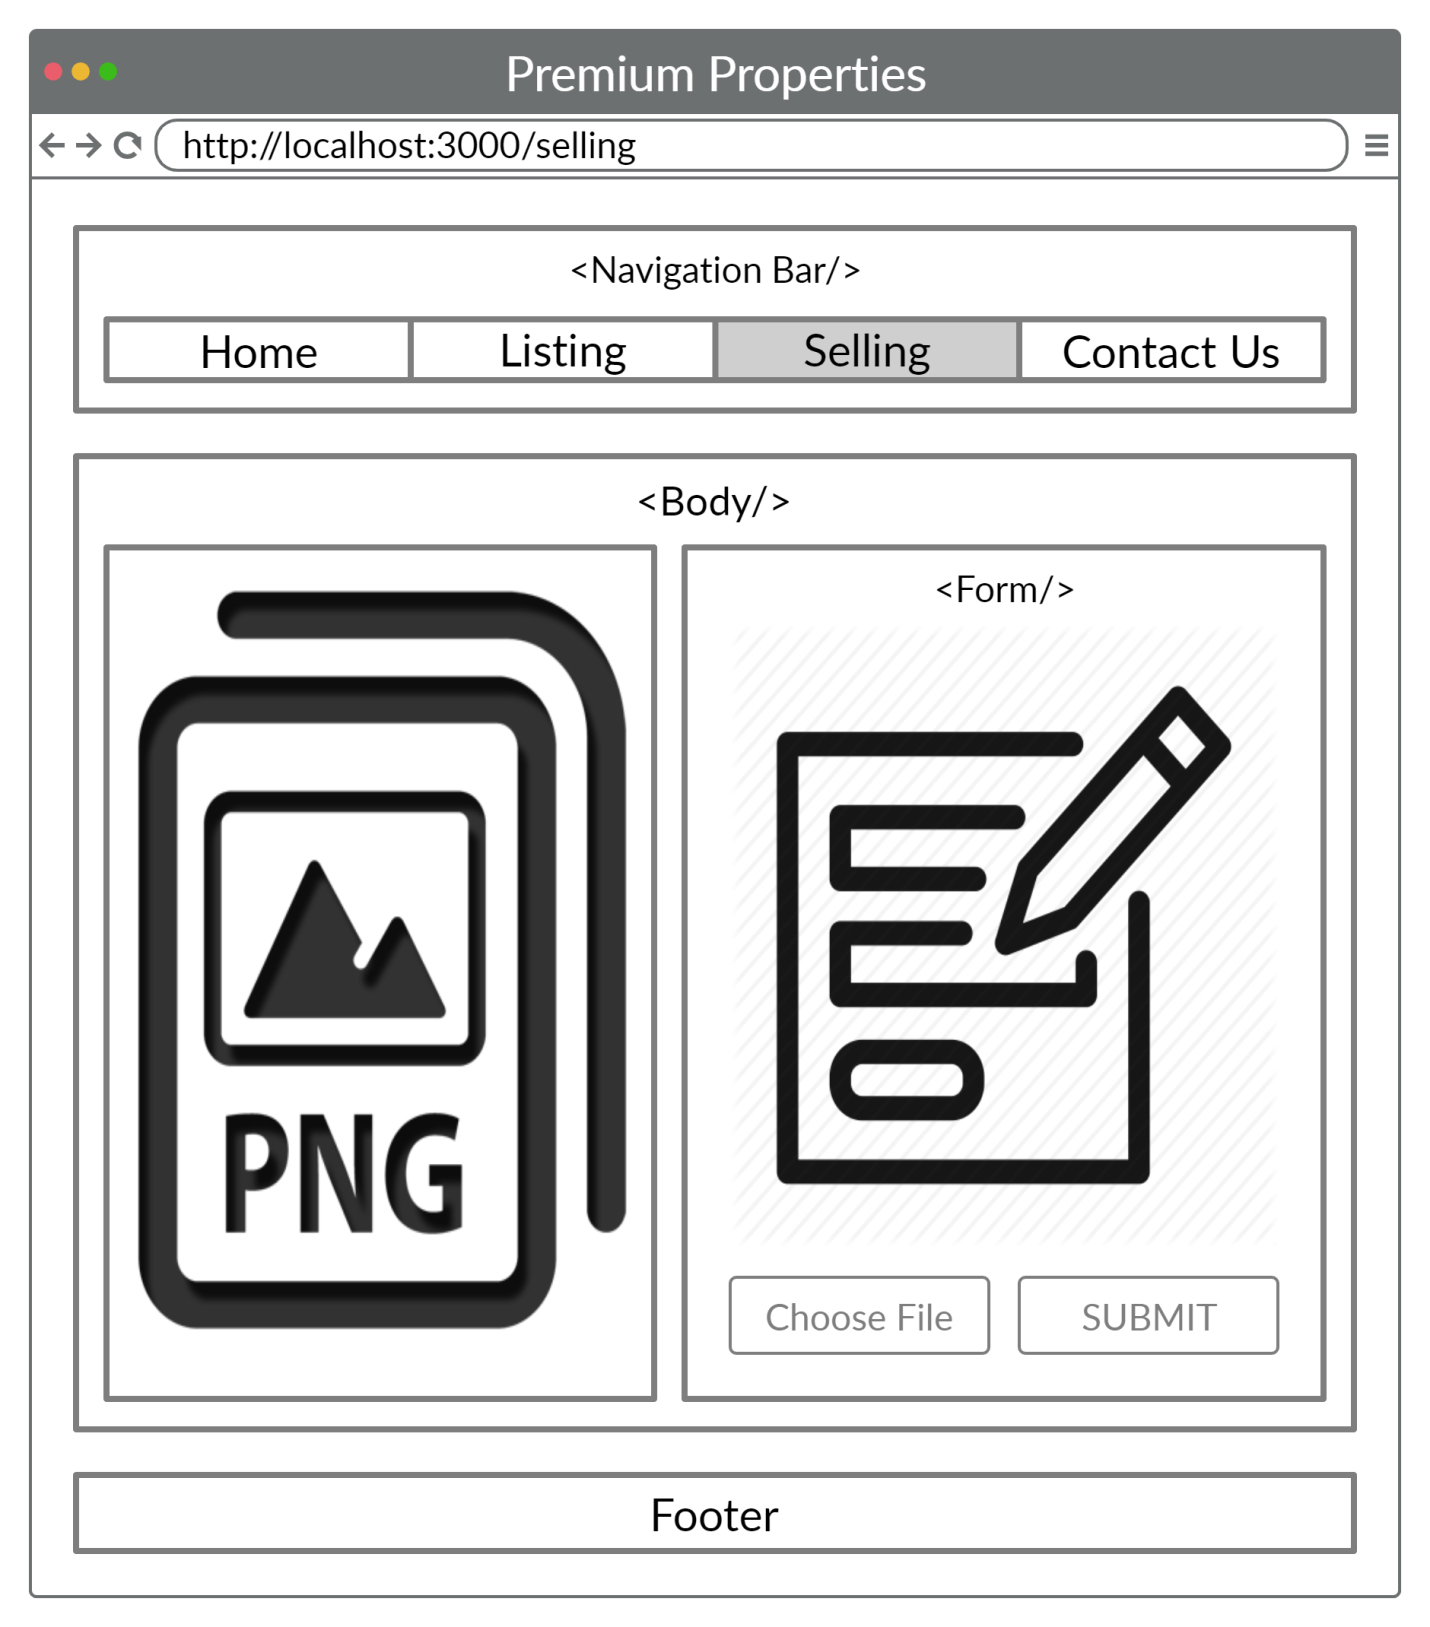 Premium Properties
http://localhost:3000/selling
<Navigation Bar/>
Home
Listing
Selling
Contact Us
<Body/>
<Form/>
PNG
Choose File
SUBMIT
Footer